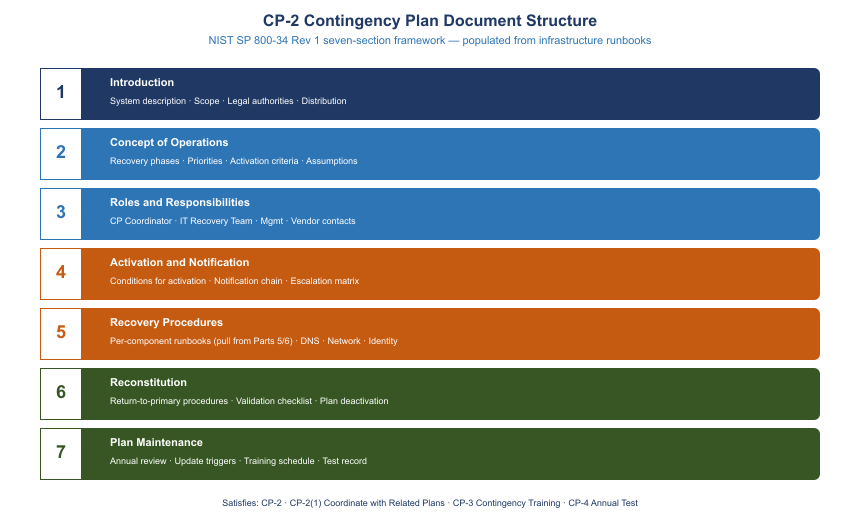 CP-2 Contingency Plan Document Structure
NIST SP 800-34 Rev 1 seven-section framework — populated from infrastructure runbooks
1
Introduction
System description · Scope · Legal authorities · Distribution
2
Concept of Operations
Recovery phases · Priorities · Activation criteria · Assumptions
3
Roles and Responsibilities
CP Coordinator · IT Recovery Team · Mgmt · Vendor contacts
4
Activation and Notification
Conditions for activation · Notification chain · Escalation matrix
5
Recovery Procedures
Per-component runbooks (pull from Parts 5/6) · DNS · Network · Identity
6
Reconstitution
Return-to-primary procedures · Validation checklist · Plan deactivation
7
Plan Maintenance
Annual review · Update triggers · Training schedule · Test record
Satisfies: CP-2 · CP-2(1) Coordinate with Related Plans · CP-3 Contingency Training · CP-4 Annual Test